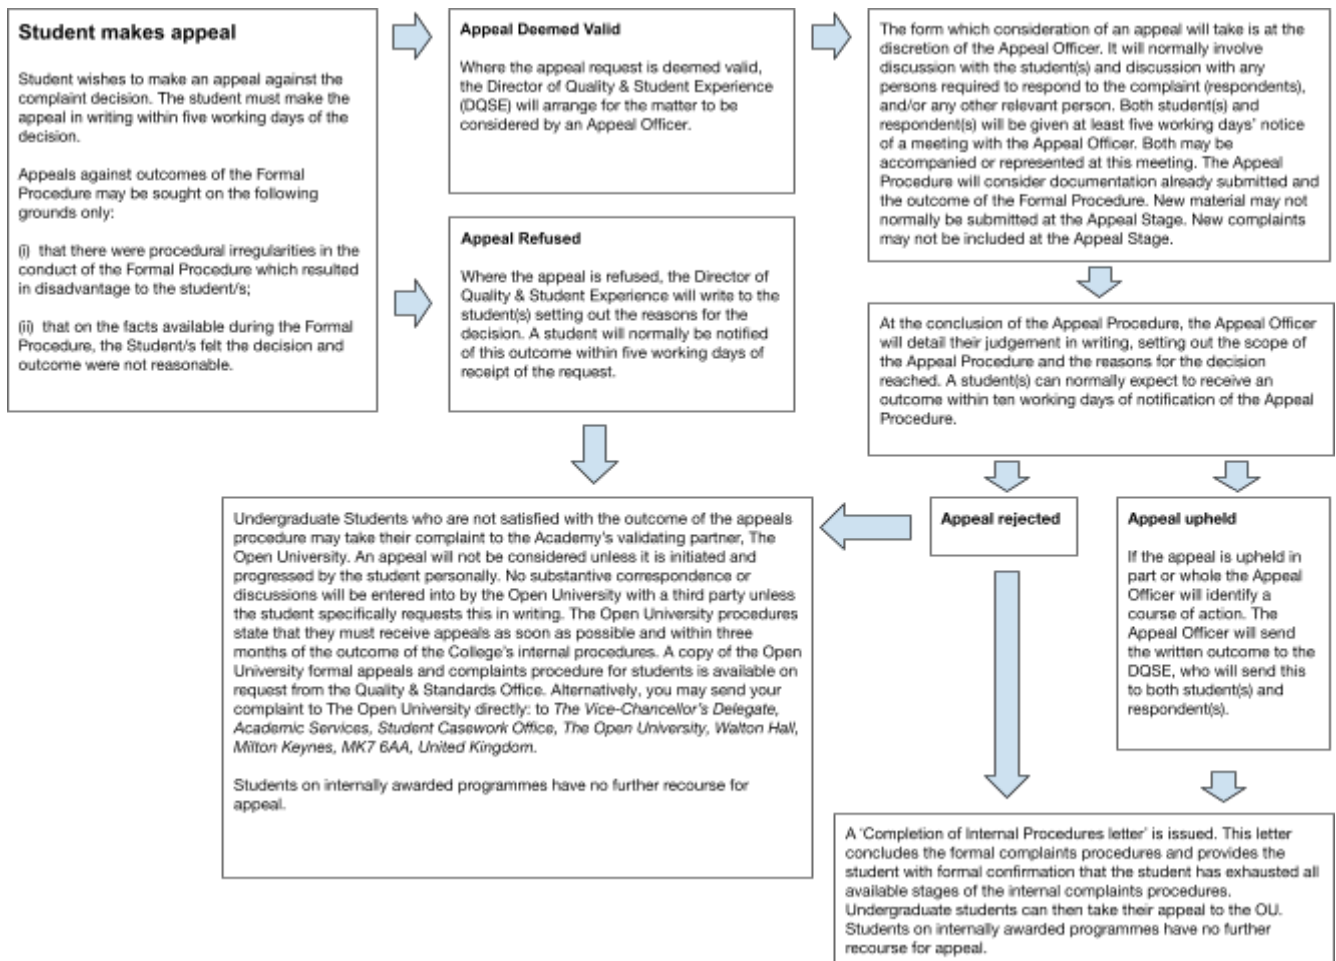 Student makes appeal
Student wishes to make an appeal against the
complaint decision. The student must make the
appeal in writing within five working days of the
decision.
Appeals against outcomes of the Formal
Procedure may be sought on the following
grounds only:
(i) that there were procedural irregularities in the
conduct of the Formal Procedure which resulted
in disadvantage to the student/s;
(ii) that on the facts available during the Formal
Procedure, the Student/s felt the decision and
outcome were not reasonable.
Appeal Deemed Valid
Where the appeal request is deemed valid,
the Director of Quality & Student Experience
(DQSE) will arrange for the matter to be
considered by an Appeal Officer.
Appeal Refused
Where the appeal is refused, the Director of
Quality & Student Experience will write to the
student(s) setting out the reasons for the
decision. A student will normally be notified
of this outcome within five working days of
receipt of the request.
The form which consideration of an appeal will take is at the
discretion of the Appeal Officer. It will normally involve
discussion with the student(s) and discussion with any
persons required to respond to the complaint (respondents),
and/or any other relevant person. Both student(s) and
respondent(s) will be given at least five working days' notice
of a meeting with the Appeal Officer. Both may be
accompanied or represented at this meeting. The Appeal
Procedure will consider documentation already submitted and
the outcome of the Formal Procedure. New material may not
normally be submitted at the Appeal Stage. New complaints
may not be included at the Appeal Stage.
At the conclusion of the Appeal Procedure, the Appeal Officer
will detail their judgement in writing, setting out the scope of
the Appeal Procedure and the reasons for the decision
reached. A student(s) can normally expect to receive an
outcome within ten working days of notification of the Appeal
Procedure.
Undergraduate Students who are not satisfied with the outcome of the appeals
procedure may take their complaint to the Academy's validating partner, The
Open University. An appeal will not be considered unless it is initiated and
progressed by the student personally. No substantive correspondence or
discussions will be entered into by the Open University with a third party unless
the student specifically requests this in writing. The Open University procedures
state that they must receive appeals as soon as possible and within three
months of the outcome of the College's internal procedures. A copy of the Open
University formal appeals and complaints procedure for students is available on
request from the Quality & Standards Office. Alternatively, you may send your
complaint to The Open University directly: to The Vice-Chancellor's Delegate,
Academic Services, Student Casework Office, The Open University, Walton Hall,
Milton Keynes, MK7 6AA, United Kingdom.
Students on internally awarded programmes have no further recourse for
appeal.
Appeal rejected
Appeal upheld
If the appeal is upheld in
part or whole the Appeal
Officer will identify a
course of action. The
Appeal Officer will send
the written outcome to the
DQSE, who will send this
to both student(s) and
respondent(s).
A 'Completion of Internal Procedures letter' is issued. This letter
concludes the formal complaints procedures and provides the
student with formal confirmation that the student has exhausted all
available stages of the internal complaints procedures.
Undergraduate students can then take their appeal to the OU.
Students on internally awarded programmes have no further
recourse for appeal.